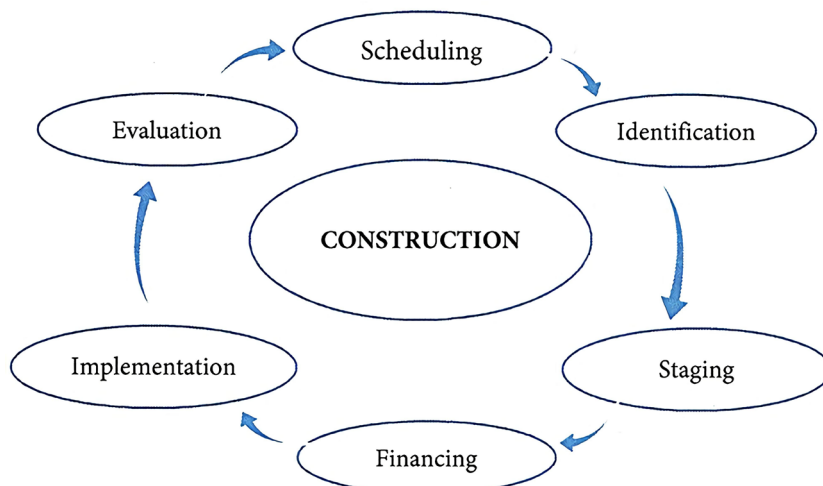 Scheduling
Identification
Staging
Financing
Implementation
Evaluation
CONSTRUCTION